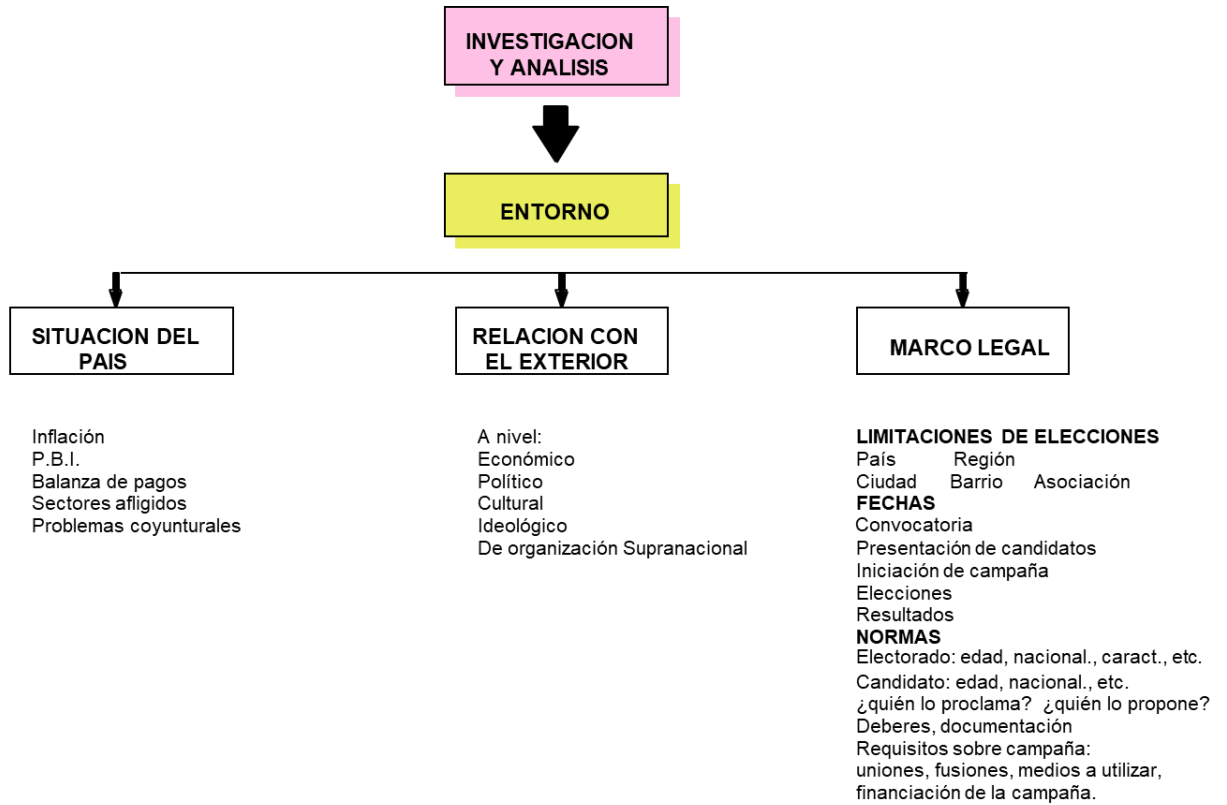 INVESTIGACION
Y ANALISIS
ENTORNO
SITUACION DEL
PAIS
Inflación
P.B.I.
Balanza de pagos
Sectores afligidos
Problemas coyunturales
RELACION CON
EL EXTERIOR
A nivel:
Económico
Político
Cultural
Ideológico
De organización Supranacional
MARCO LEGAL
LIMITACIONES DE ELECCIONES
País Región
Ciudad Barrio Asociación
FECHAS
Convocatoria
Presentación de candidatos
Iniciación de campaña
Elecciones
Resultados
NORMAS
Electorado: edad, nacional., caract., etc.
Candidato: edad, nacional., etc.
¿quién lo proclama? ¿quién lo propone?
Deberes, documentación
Requisitos sobre campaña:
uniones, fusiones, medios a utilizar,
financiación de la campaña.